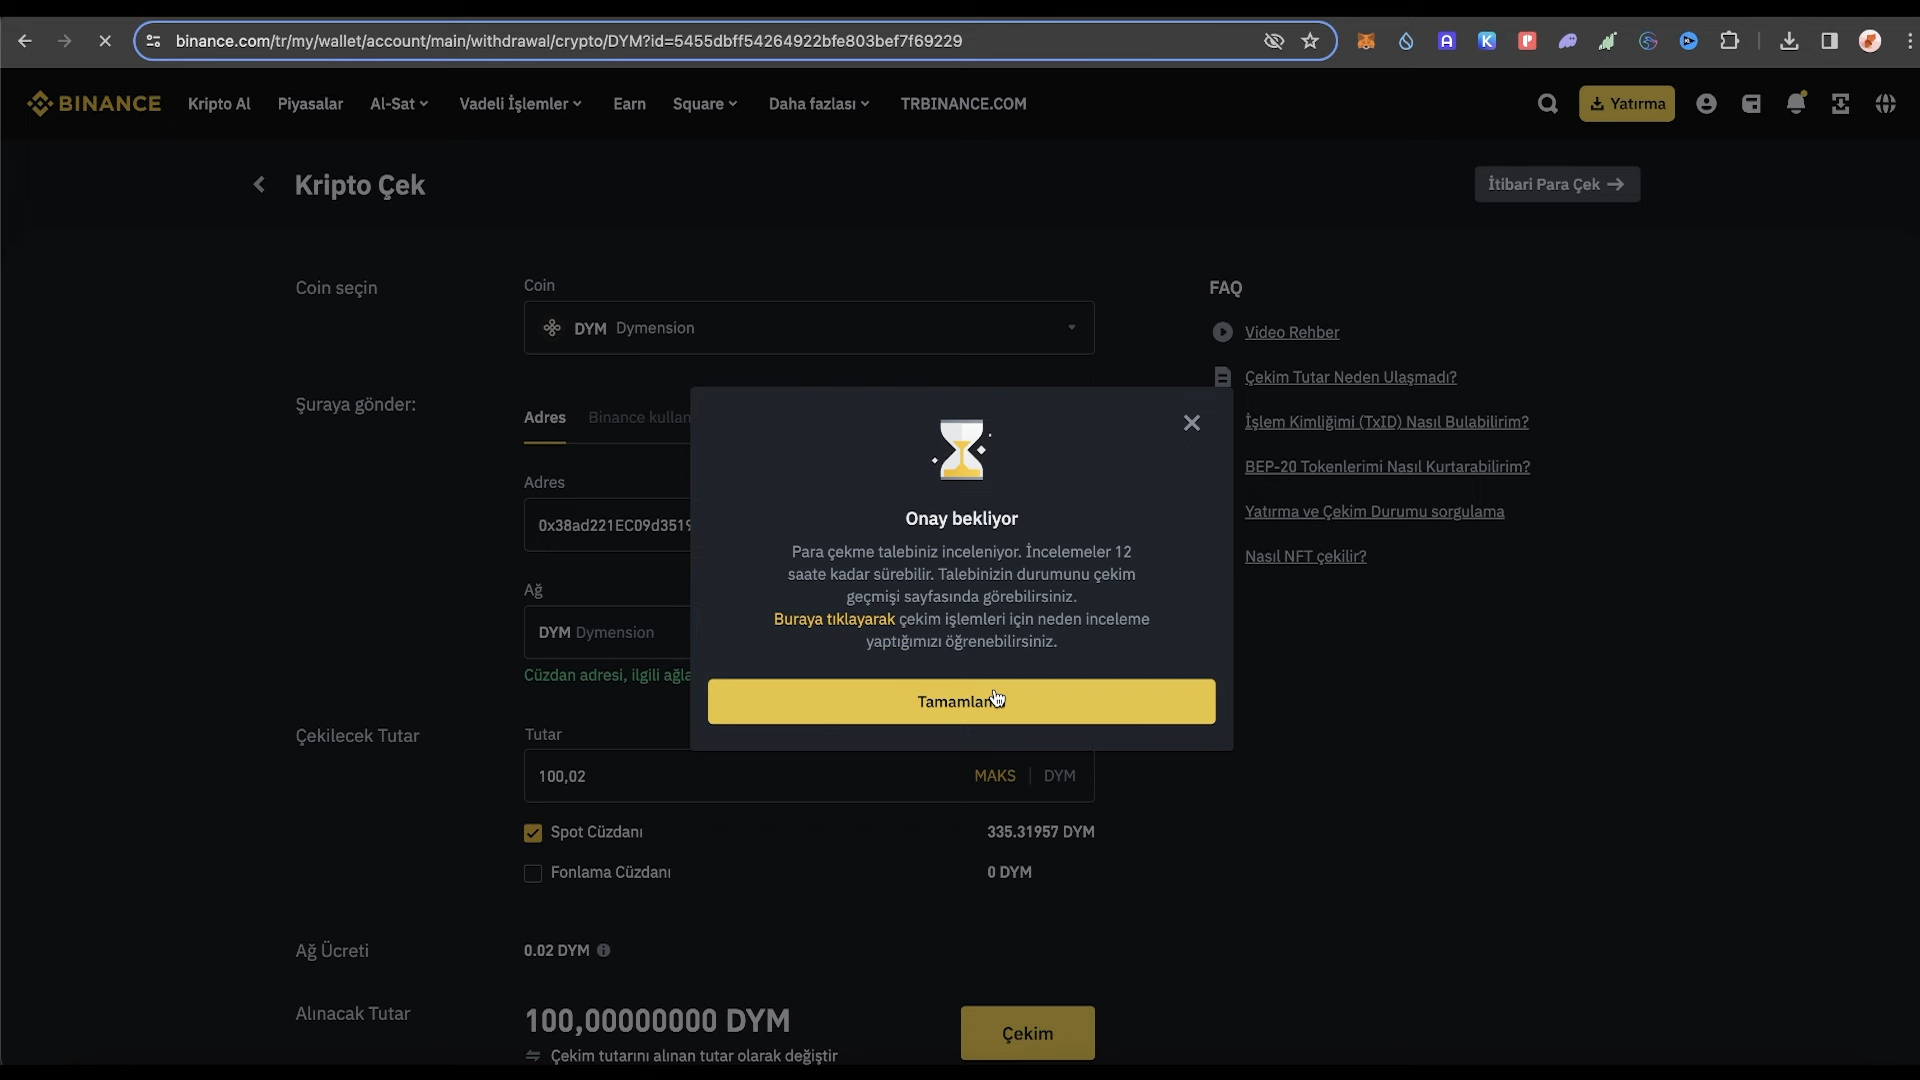 binance.com/tr/my/wallet/account/main/withdrawal/crypto/DYM?id=5455dbff54264922bfe803bef7f69229
BINANCE
Kripto Al
Piyasalar
Al-Sat
Vadeli İşlemler
Earn
Square
Daha fazlası
TRBINANCE.COM
Yatırma
Kripto Çek
İtibari Para Çek
Coin seçin
Coin
DYM Dymension
FAQ
Video Rehber
Çekim Tutar Neden Ulaşmadı?
İşlem Kimliğimi (TxID) Nasıl Bulabilirim?
BEP-20 Tokenlerimi Nasıl Kurtarabilirim?
Yatırma ve Çekim Durumu sorgulama
Nasıl NFT çekilir?
Şuraya gönder:
Adres
Binance kullan
Adres
0x38ad221EC09d3519
Ağ
DYM Dymension
Cüzdan adresi, ilgili ağla
Onay bekliyor
Para çekme talebiniz inceleniyor. İncelemeler 12
saate kadar sürebilir. Talebinizin durumunu çekim
geçmişi sayfasında görebilirsiniz.
Buraya tıklayarak çekim işlemleri için neden inceleme
yaptığımızı öğrenebilirsiniz.
Çekilecek Tutar
Tutar
100,02
MAKS
DYM
Spot Cüzdanı
335.31957 DYM
Fonlama Cüzdanı
0 DYM
Ağ Ücreti
0.02 DYM
Alınacak Tutar
100,00000000 DYM
Çekim tutarını alınan tutar olarak değiştir
Çekim